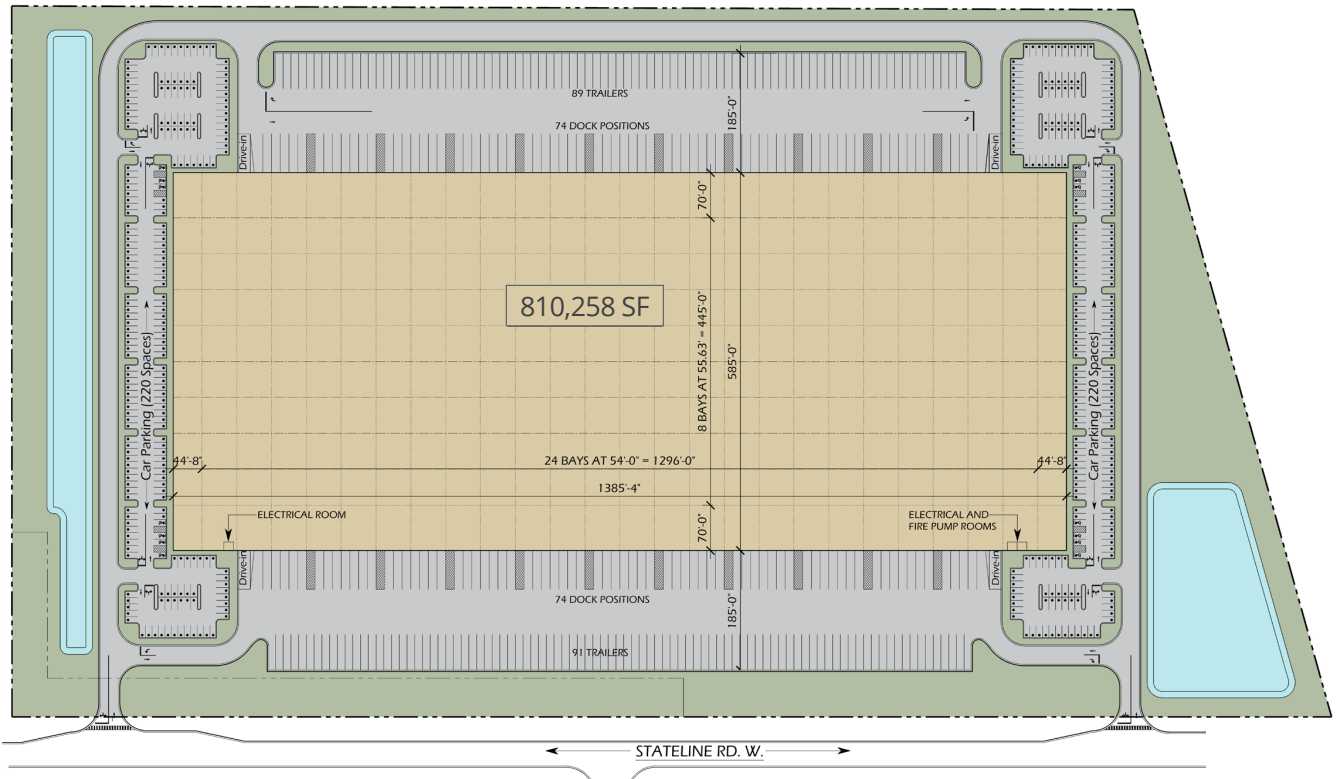 89 TRAILERS
185'-0"
74 DOCK POSITIONS
Drive-in
Drive-in
70'-0"
810,258 SF
8 BAYS AT 55.63' = 445'-0"
585'-0"
Car Parking (220 Spaces)
Car Parking (220 Spaces)
44'-8"
24 BAYS AT 54'-0" = 1296'-0"
44'-8"
1385'-4"
ELECTRICAL ROOM
70'-0"
ELECTRICAL AND
FIRE PUMP ROOMS
Drive-in
Drive-in
74 DOCK POSITIONS
185'-0"
91 TRAILERS
STATELINE RD. W.